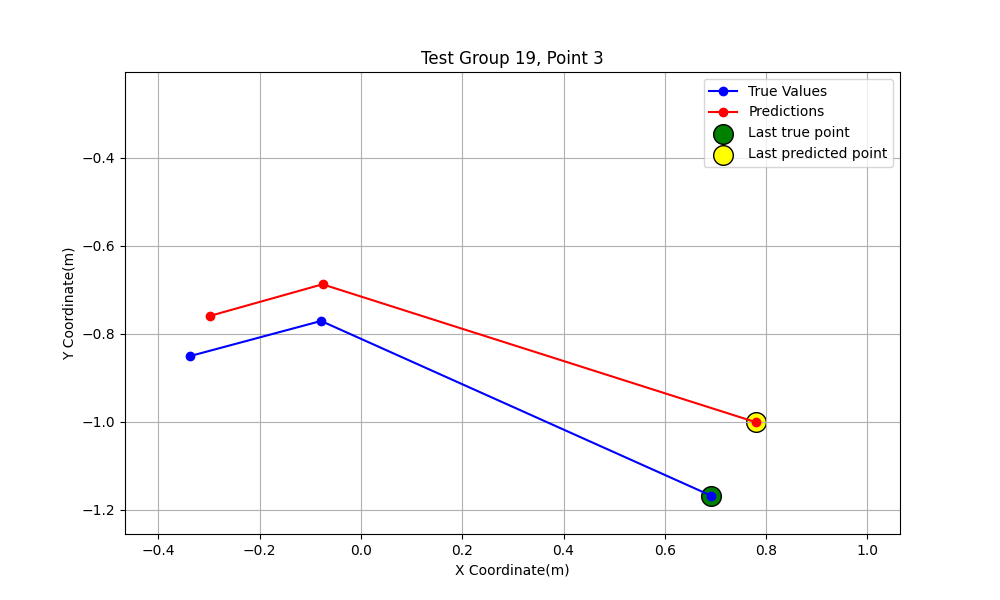 Test Group 19, Point 3
True Values
Predictions
Last true point
Last predicted point
Y Coordinate(m)
−0.4
−0.6
−0.8
−1.0
−1.2
−0.4 −0.2 0.0 0.2 0.4 0.6 0.8 1.0
X Coordinate(m)